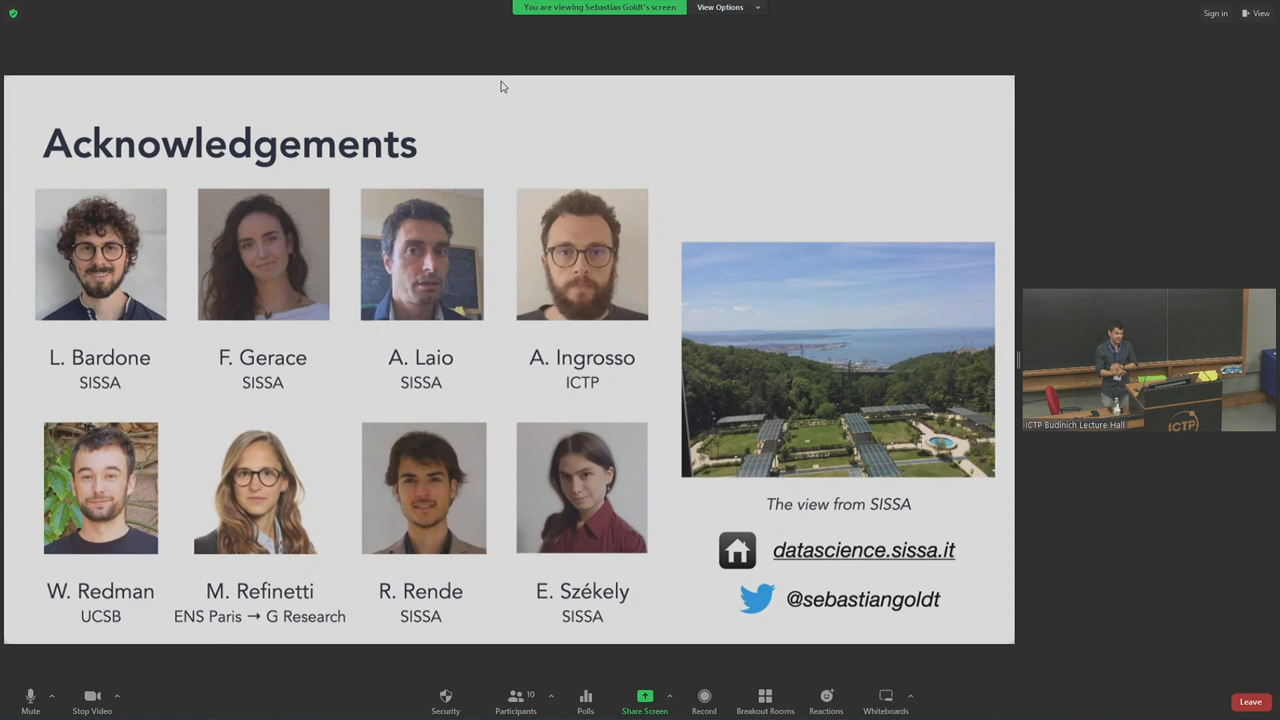 You are viewing Sebastian Goldt's screen
View Options
Sign in
View
Acknowledgements
L. Bardone
SISSA
F. Gerace
SISSA
A. Laio
SISSA
A. Ingrosso
ICTP
W. Redman
UCSB
M. Refinetti
ENS Paris → G Research
R. Rende
SISSA
E. Székely
SISSA
The view from SISSA
datascience.sissa.it
@sebastiangoldt
ICTP
ICTP Budinich Lecture Hall
Mute
Stop Video
Security
Participants
10
Polls
Share Screen
Record
Breakout Rooms
Reactions
Whiteboards
Leave